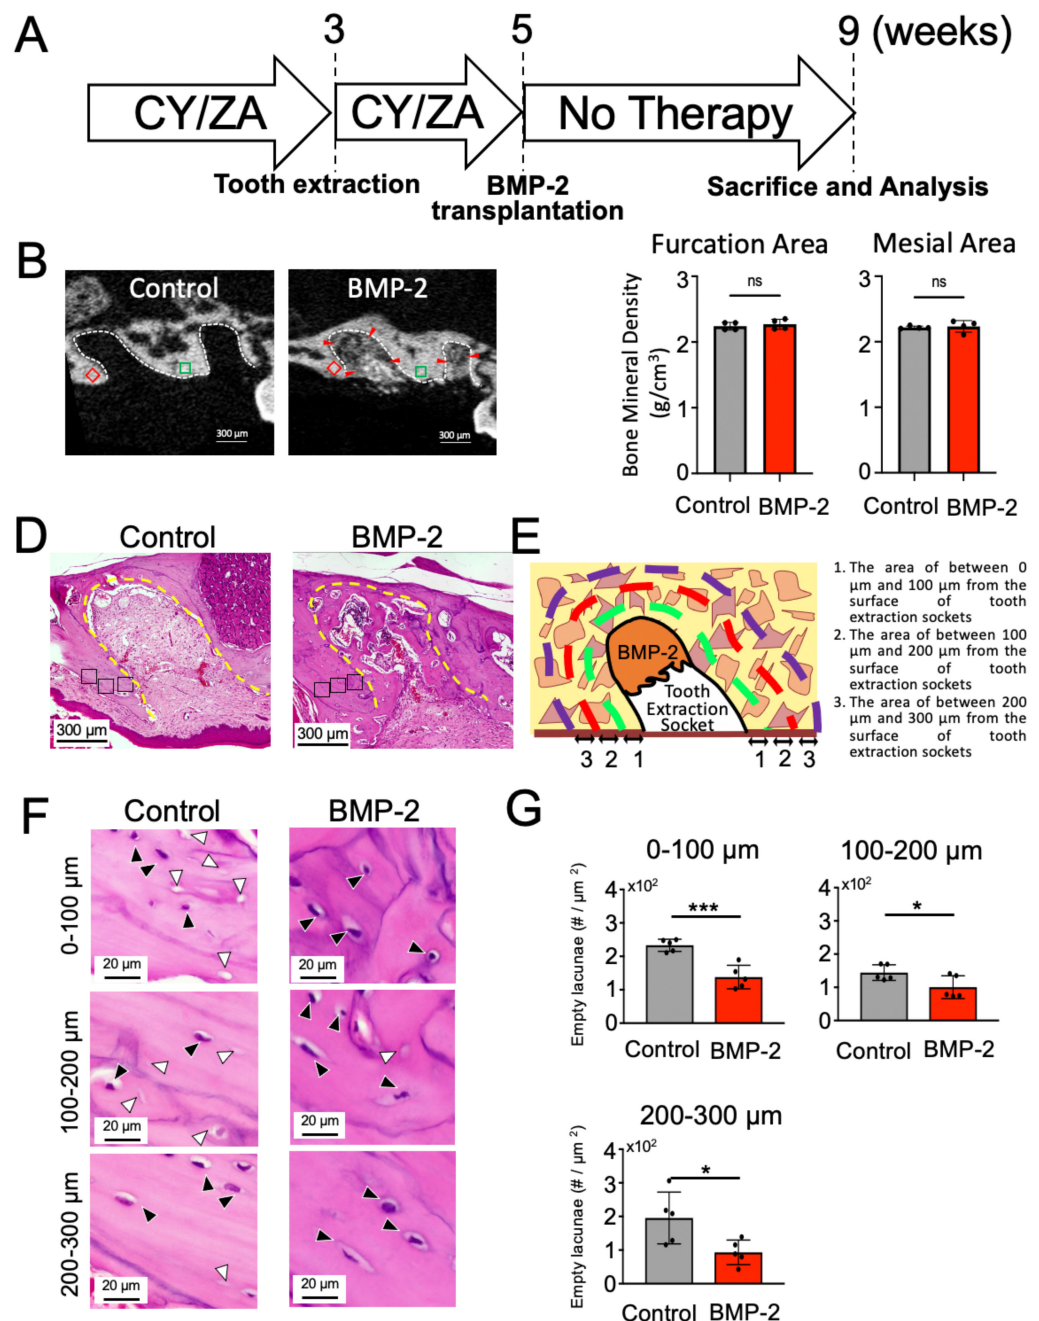 A
3
5
9 (weeks)
CY/ZA
CY/ZA
No Therapy
Tooth extraction
BMP-2
transplantation
Sacrifice and Analysis
B
Control
300 µm
BMP-2
300 µm
Furcation Area
Bone Mineral Density
(g/cm³)
3
2
1
0
ns
Control
BMP-2
Mesial Area
3
2
1
0
ns
Control
BMP-2
D
Control
300 µm
BMP-2
300 µm
E
BMP-2
Tooth
Extraction
Socket
3 2 1
1 2 3
1. The area of between 0
µm and 100 µm from the
surface of tooth
extraction sockets
2. The area of between 100
µm and 200 µm from the
surface of tooth
extraction sockets
3. The area of between 200
µm and 300 µm from the
surface of tooth
extraction sockets
F
Control
BMP-2
0-100 µm
20 µm
20 µm
100-200 µm
20 µm
20 µm
200-300 µm
20 µm
20 µm
G
0-100 µm
Empty lacunae (# / µm²)
x10²
4
3
2
1
0
***
Control
BMP-2
100-200 µm
x10²
4
3
2
1
0
*
Control
BMP-2
200-300 µm
Empty lacunae (# / µm²)
x10²
4
3
2
1
0
*
Control
BMP-2